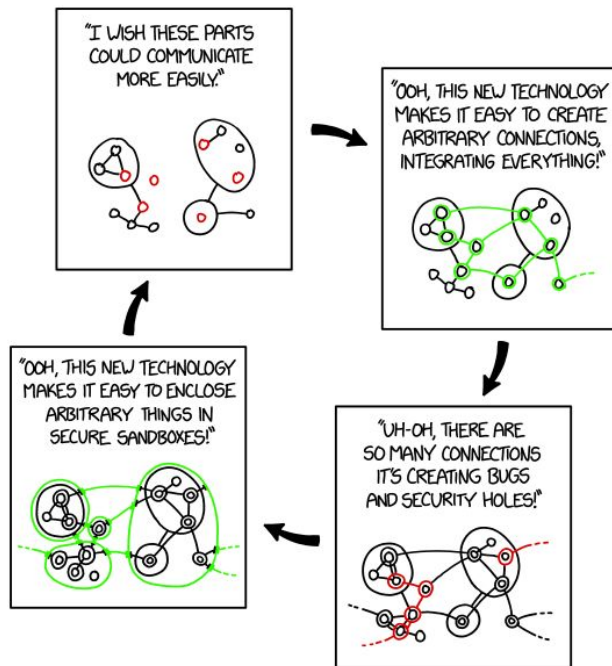 "I WISH THESE PARTS
COULD COMMUNICATE
MORE EASILY."
"OOH, THIS NEW TECHNOLOGY
MAKES IT EASY TO CREATE
ARBITRARY CONNECTIONS,
INTEGRATING EVERYTHING!"
"UH-OH, THERE ARE
SO MANY CONNECTIONS
IT'S CREATING BUGS
AND SECURITY HOLES!"
"OOH, THIS NEW TECHNOLOGY
MAKES IT EASY TO ENCLOSE
ARBITRARY THINGS IN
SECURE SANDBOXES!"